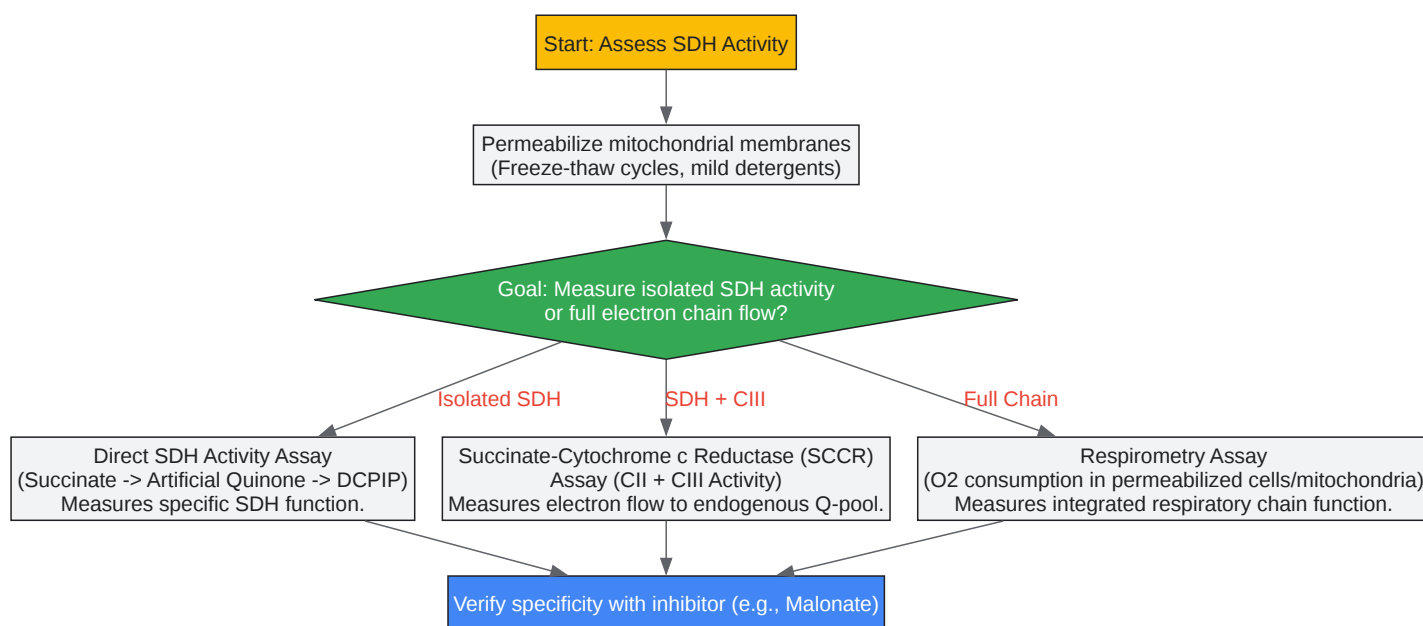 Start: Assess SDH Activity
Permeabilize mitochondrial membranes
(Freeze-thaw cycles, mild detergents)
Goal: Measure isolated SDH activity
or full electron chain flow?
Isolated SDH
SDH + CIII
Full Chain
Direct SDH Activity Assay
(Succinate -> Artificial Quinone -> DCPIP)
Measures specific SDH function.
Succinate-Cytochrome c Reductase (SCCR)
Assay (CII + CIII Activity)
Measures electron flow to endogenous Q-pool.
Respirometry Assay
(O2 consumption in permeabilized cells/mitochondria)
Measures integrated respiratory chain function.
Verify specificity with inhibitor (e.g., Malonate)